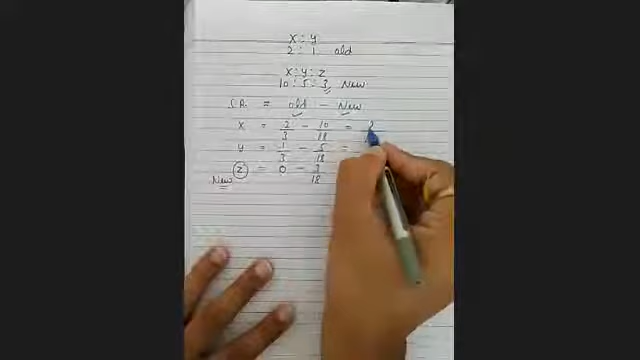 x : y
2 : 1 old
x : y : z
10 : 5 : 3 New
S.R. = old - New
x = 2/3 - 10/18 = 2
y = 1/3 - 5/18 =
z = 0 - 3/18
New